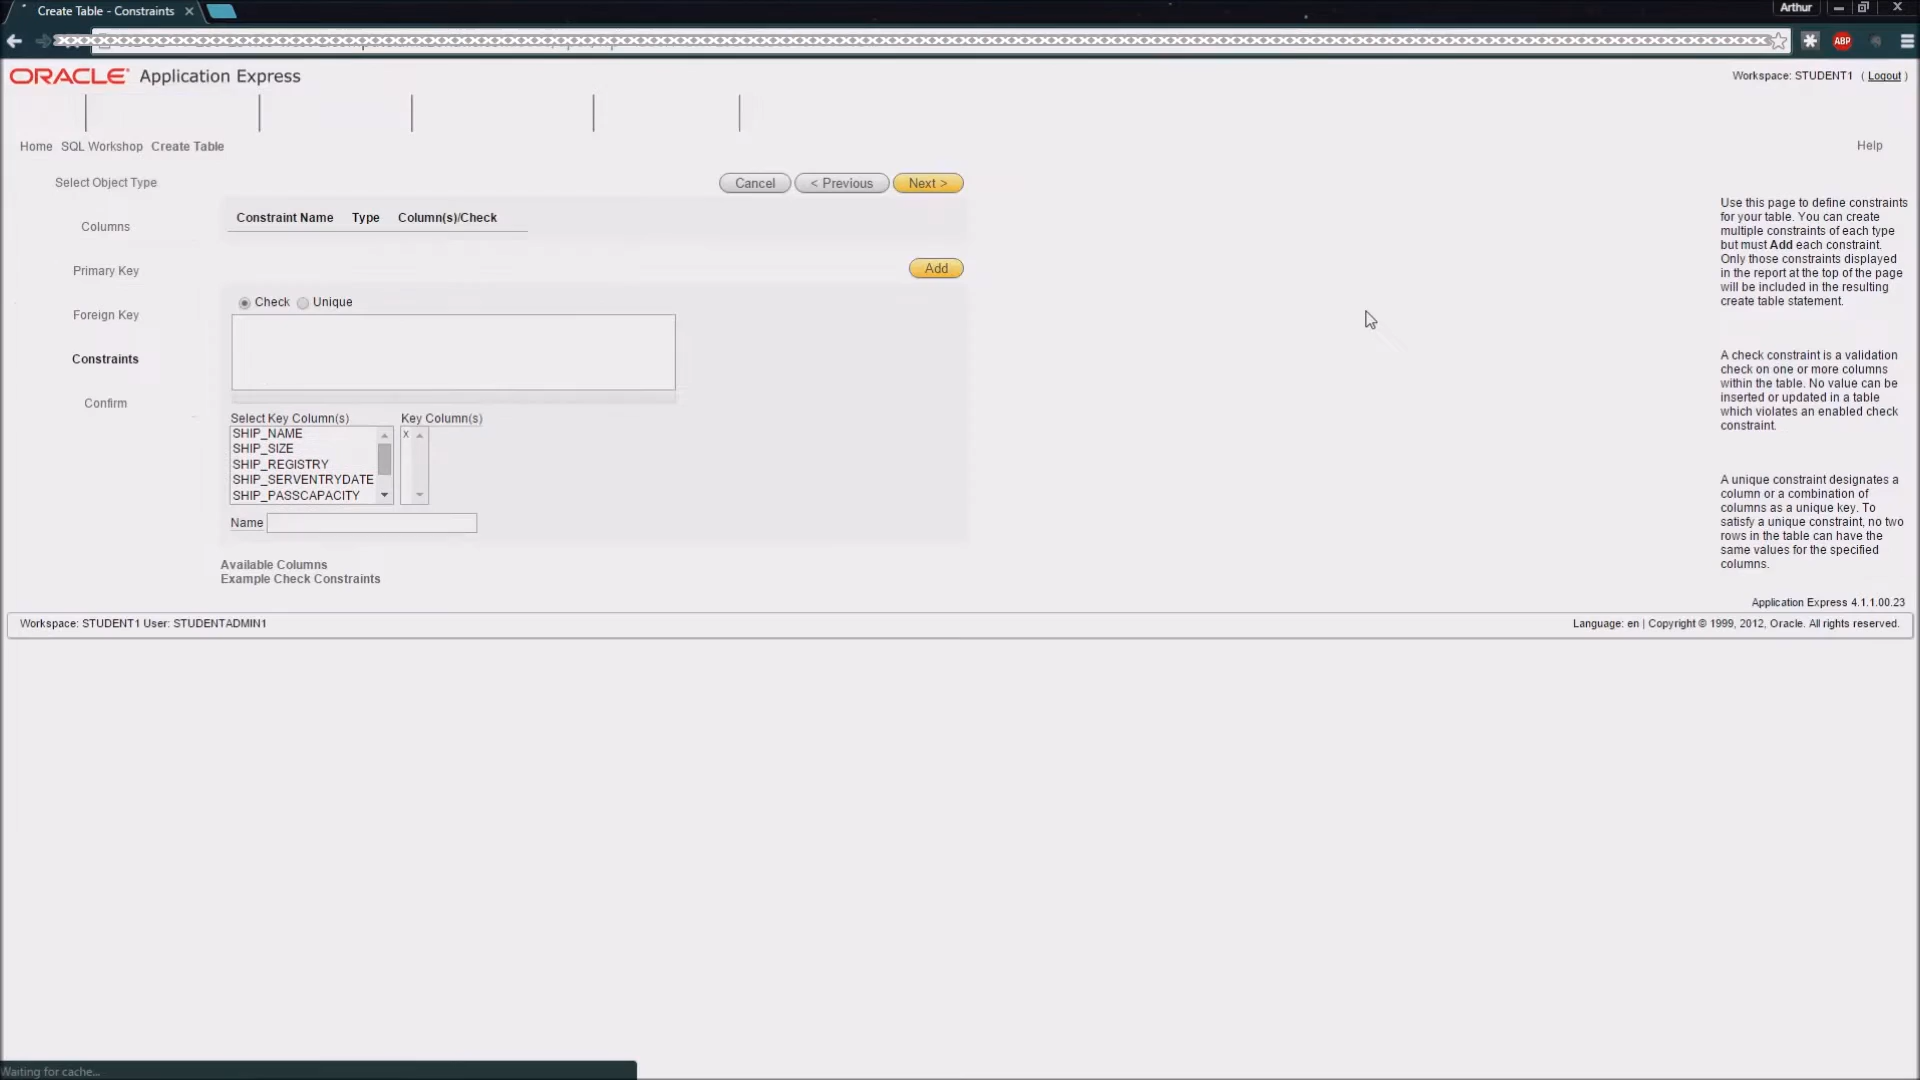 Create Table - Constraints
Arthur
ABP
ORACLE Application Express
Workspace: STUDENT1 ( Logout )
Home SQL Workshop Create Table
Help
Select Object Type
Columns
Primary Key
Foreign Key
Constraints
Confirm
Cancel < Previous Next >
Constraint Name Type Column(s)/Check
Add
Check Unique
Select Key Column(s) Key Column(s)
SHIP_NAME x
SHIP_SIZE
SHIP_REGISTRY
SHIP_SERVENTRYDATE
SHIP_PASSCAPACITY
Name
Available Columns
Example Check Constraints
Use this page to define constraints
for your table. You can create
multiple constraints of each type
but must Add each constraint.
Only those constraints displayed
in the report at the top of the page
will be included in the resulting
create table statement.
A check constraint is a validation
check on one or more columns
within the table. No value can be
inserted or updated in a table
which violates an enabled check
constraint.
A unique constraint designates a
column or a combination of
columns as a unique key. To
satisfy a unique constraint, no two
rows in the table can have the
same values for the specified
columns.
Application Express 4.1.1.00.23
Workspace: STUDENT1 User: STUDENTADMIN1
Language: en | Copyright © 1999, 2012, Oracle. All rights reserved.
Waiting for cache...